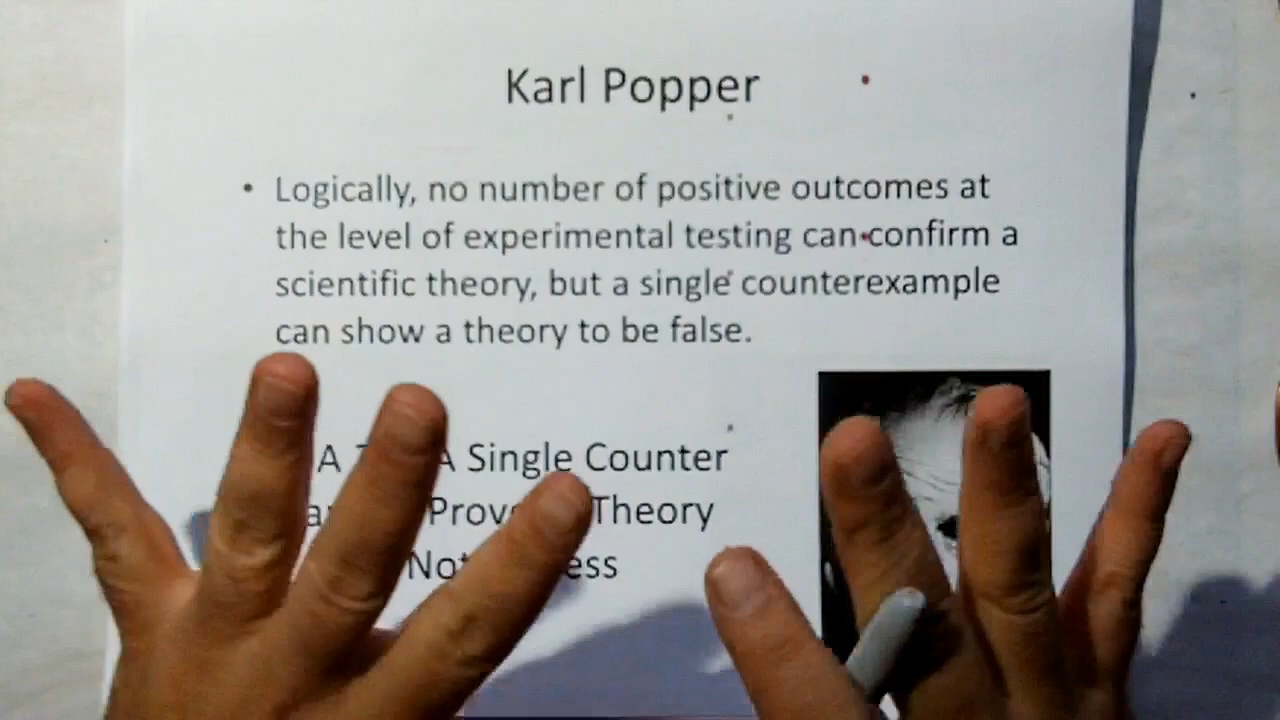 Karl Popper
• Logically, no number of positive outcomes at
the level of experimental testing can confirm a
scientific theory, but a single counterexample
can show a theory to be false.
A A Single Counter
Theory